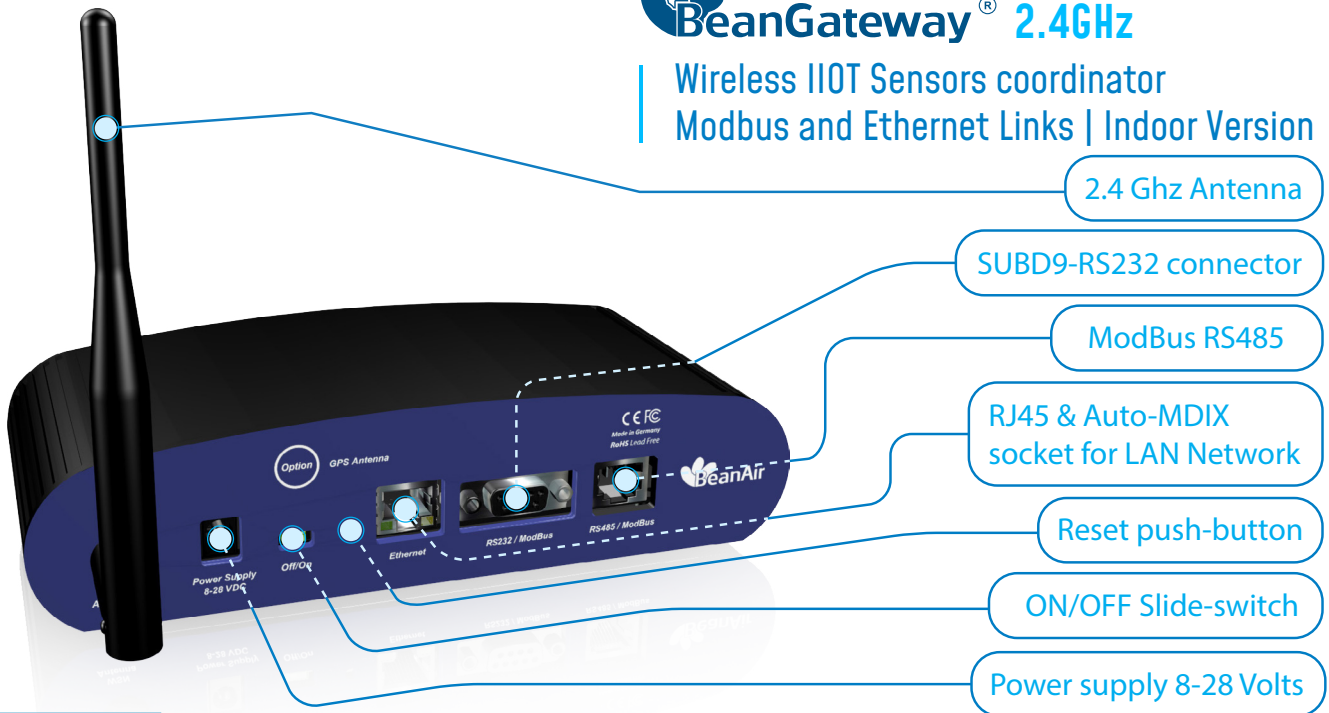 BeanGateway ® 2.4GHz
Wireless IIOT Sensors coordinator
Modbus and Ethernet Links | Indoor Version
2.4 Ghz Antenna
SUBD9-RS232 connector
ModBus RS485
RJ45 & Auto-MDIX
socket for LAN Network
Reset push-button
ON/OFF Slide-switch
Power supply 8-28 Volts
CE FC
Made in Germany
RoHS Lead Free
Option
GPS Antenna
BeanAir
Power Supply
8-28 VDC
Off/On
Ethernet
RS232 / ModBus
RS485 / ModBus